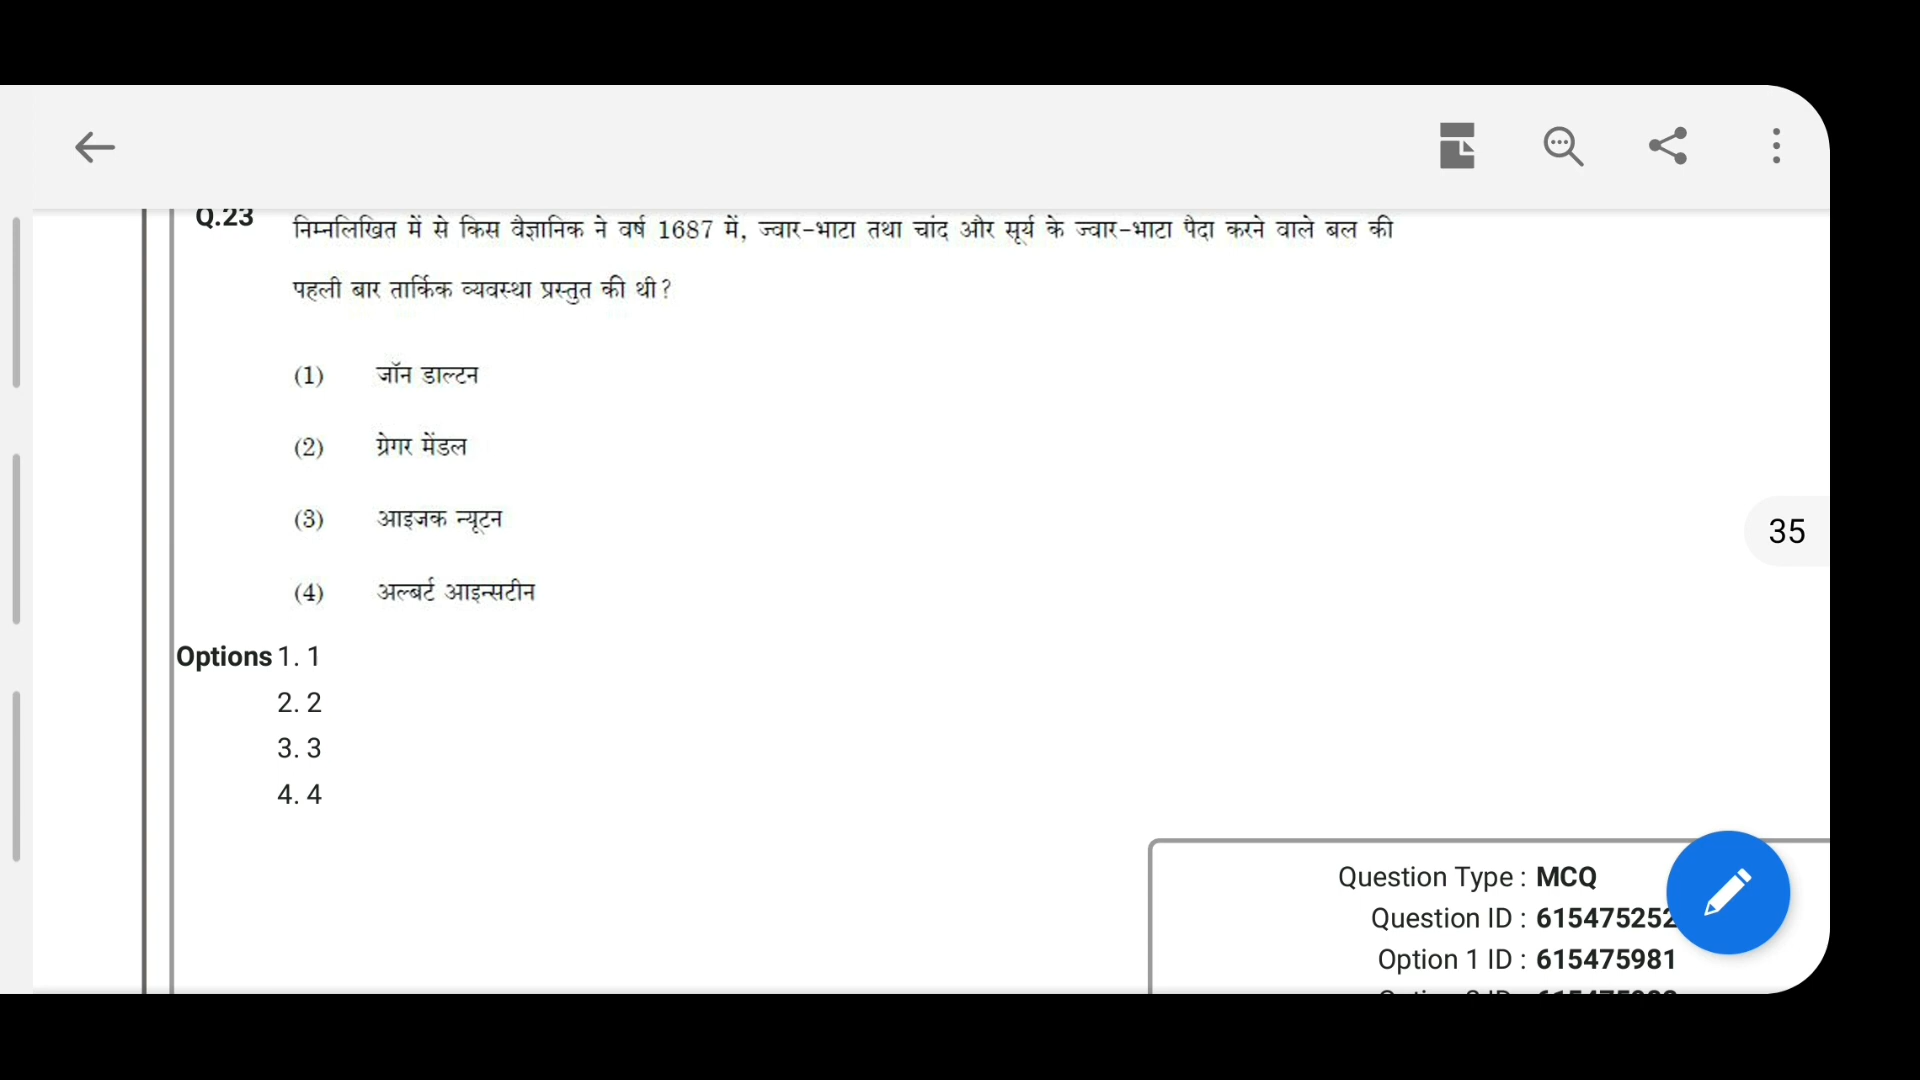 Q.23 निम्नलिखित में से किस वैज्ञानिक ने वर्ष 1687 में, ज्वार-भाटा तथा चांद और सूर्य के ज्वार-भाटा पैदा करने वाले बल की
पहली बार तार्किक व्यवस्था प्रस्तुत की थी?
(1) जॉन डाल्टन
(2) ग्रेगर मेंडल
(3) आइजक न्यूटन
35
(4) अल्बर्ट आइन्सटीन
Options 1. 1
2. 2
3. 3
4. 4
Question Type : MCQ
Question ID : 615475252
Option 1 ID : 615475981